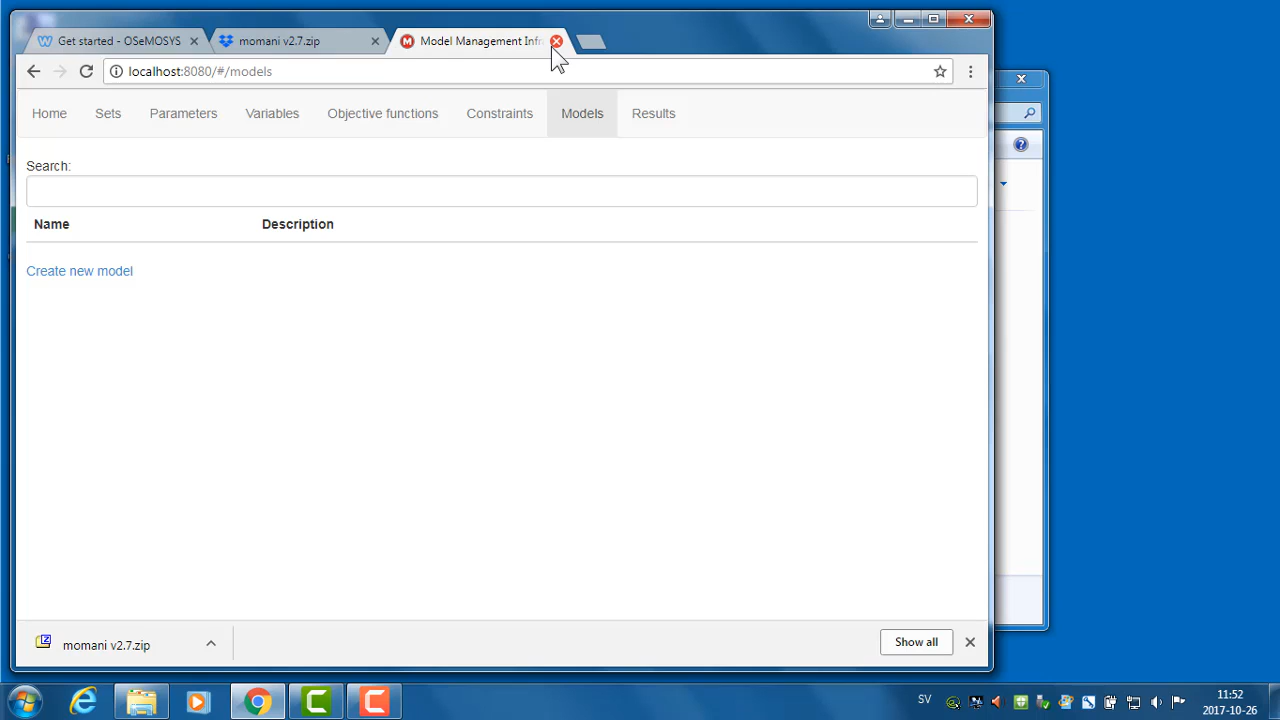 Get started - OSeMOSYS
momani v2.7.zip
Model Management Infr
localhost:8080/#/models
Home
Sets
Parameters
Variables
Objective functions
Constraints
Models
Results
Search:
Name
Description
Create new model
momani v2.7.zip
Show all
SV
11:52
2017-10-26